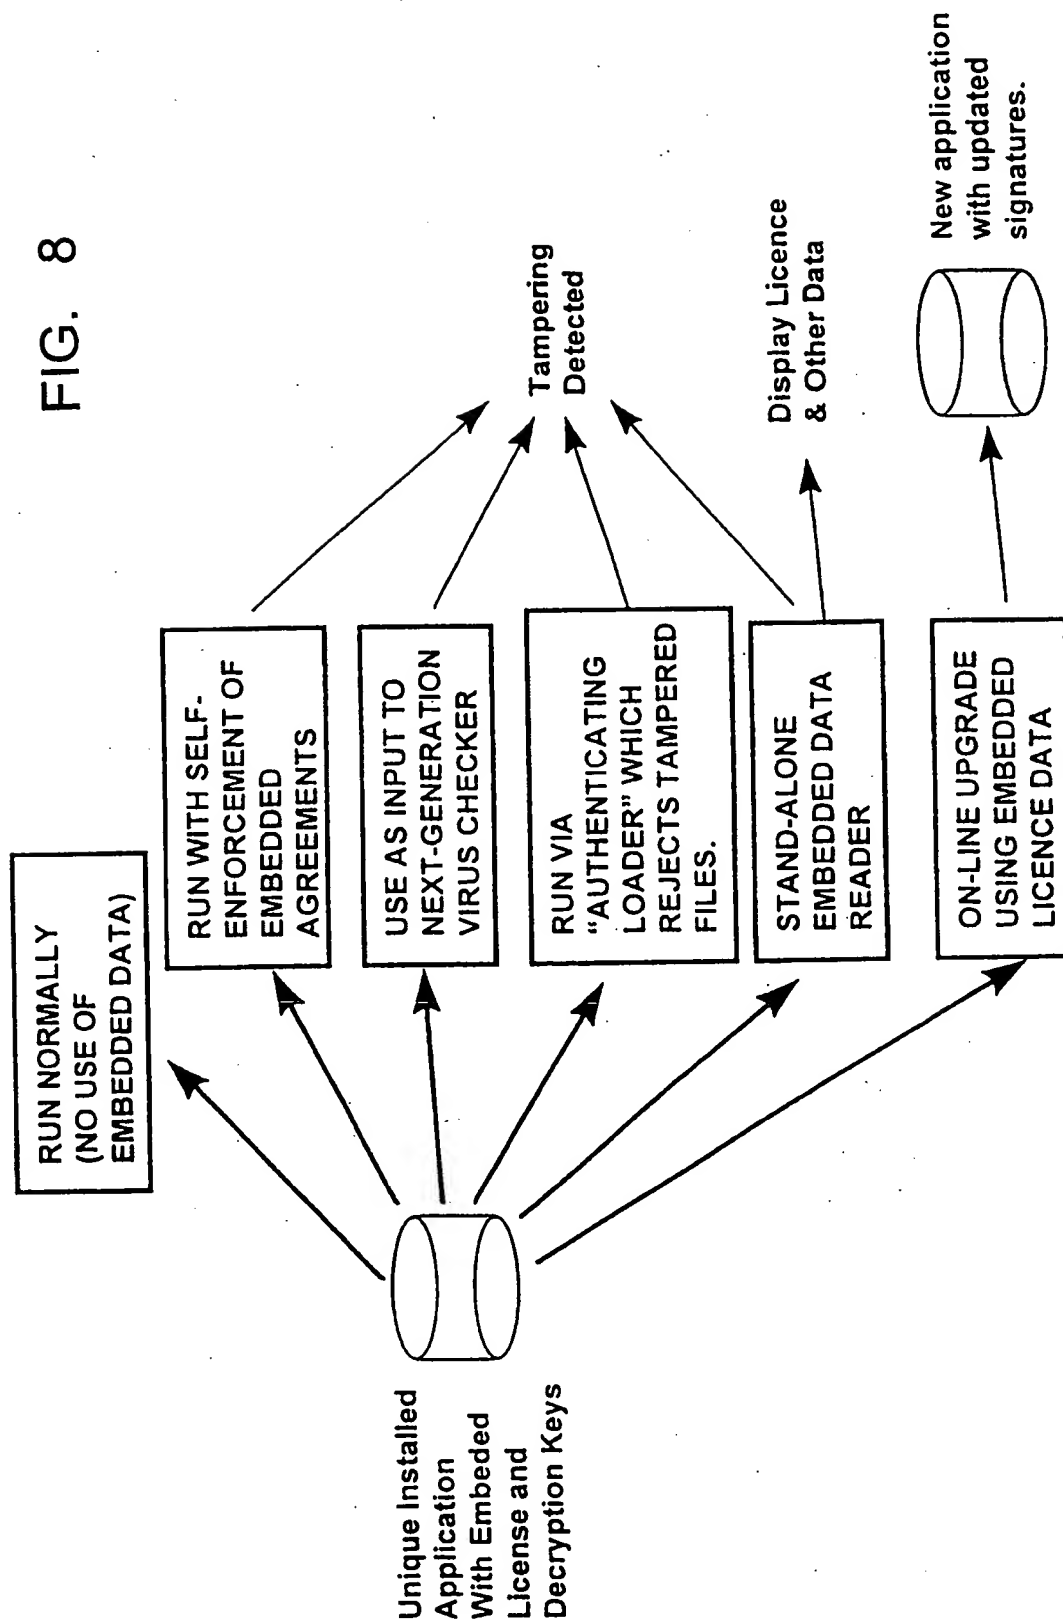 FIG. 8
Unique Installed
Application
With Embeded
License and
Decryption Keys
RUN NORMALLY
(NO USE OF
EMBEDDED DATA)
RUN WITH SELF-
ENFORCEMENT OF
EMBEDDED
AGREEMENTS
USE AS INPUT TO
NEXT-GENERATION
VIRUS CHECKER
RUN VIA
“AUTHENTICATING
LOADER” WHICH
REJECTS TAMPERED
FILES.
STAND-ALONE
EMBEDDED DATA
READER
ON-LINE UPGRADE
USING EMBEDDED
LICENCE DATA
Tampering
Detected
Display Licence
& Other Data
New application
with updated
signatures.